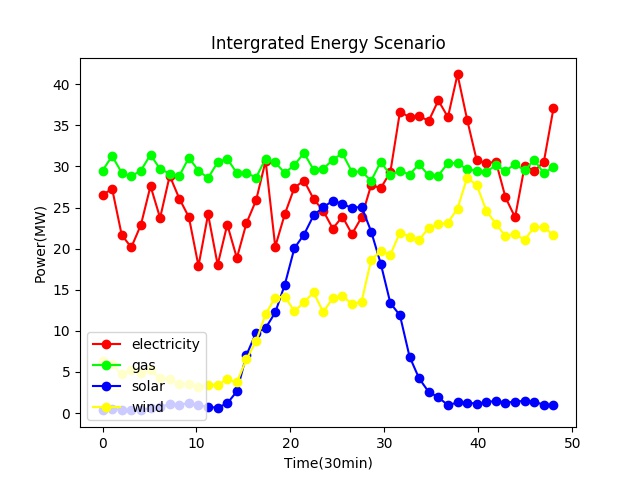 Intergrated Energy Scenario
Power(MW)
40
35
30
25
20
15
10
5
0
electricity
gas
solar
wind
0 10 20 30 40 50
Time(30min)